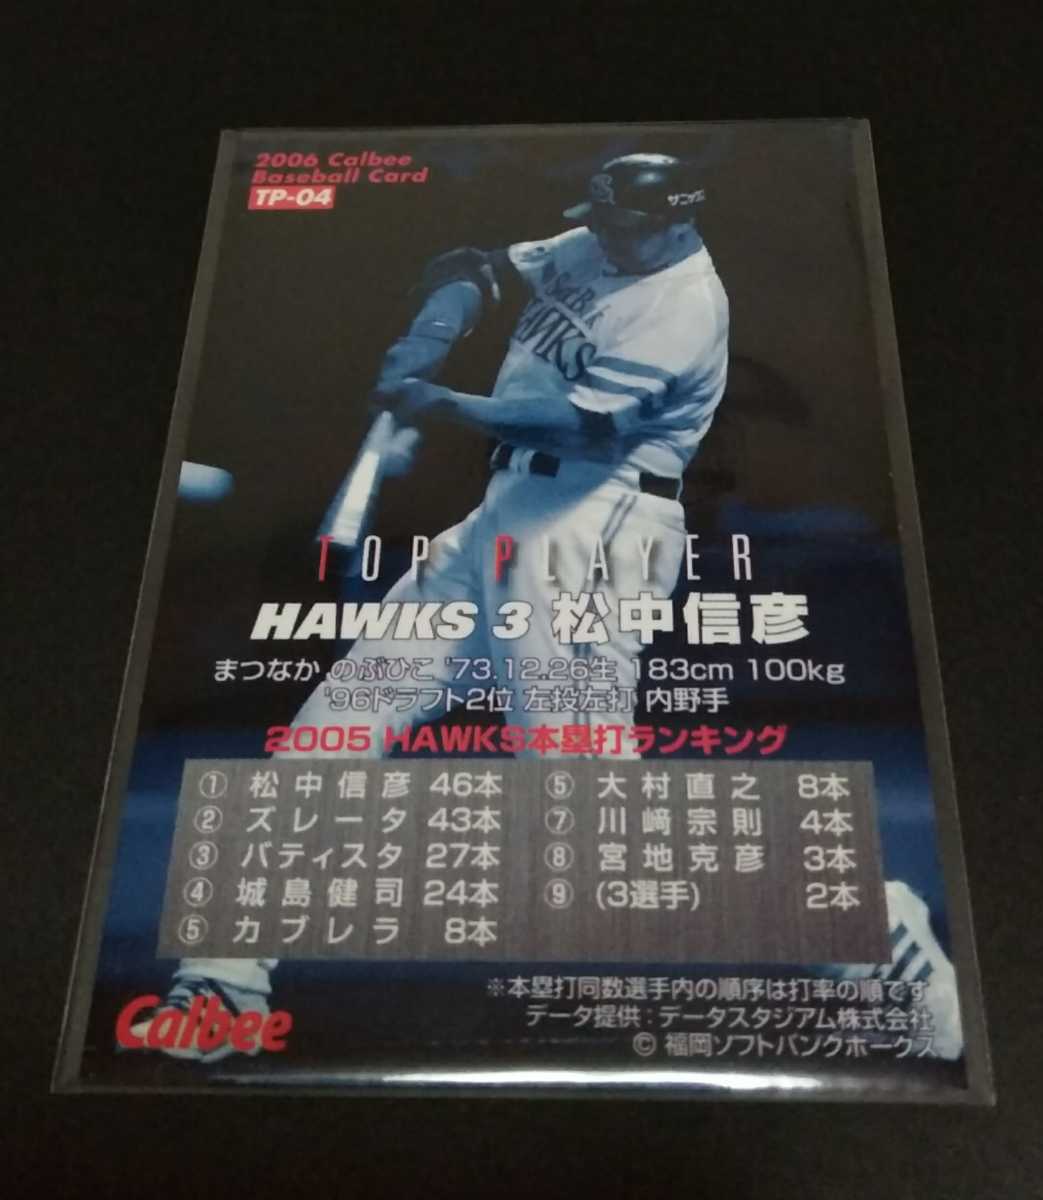 2006 Calbee
Baseball Card
TP-04
サニックス
SoftBank
HAWKS
TOP PLAYER
HAWKS 3 松中信彦
まつなか のぶひこ '73.12.26生 183cm 100kg
'96ドラフト2位 左投左打 内野手
2005 HAWKS本塁打ランキング
① 松中信彦 46本
② ズレータ 43本
③ バティスタ 27本
④ 城島健司 24本
⑤ カブレラ 8本
⑤ 大村直之 8本
⑦ 川﨑宗則 4本
⑧ 宮地克彦 3本
⑨ (3選手) 2本
※本塁打同数選手内の順序は打率の順です
データ提供：データスタジアム株式会社
© 福岡ソフトバンクホークス
Calbee